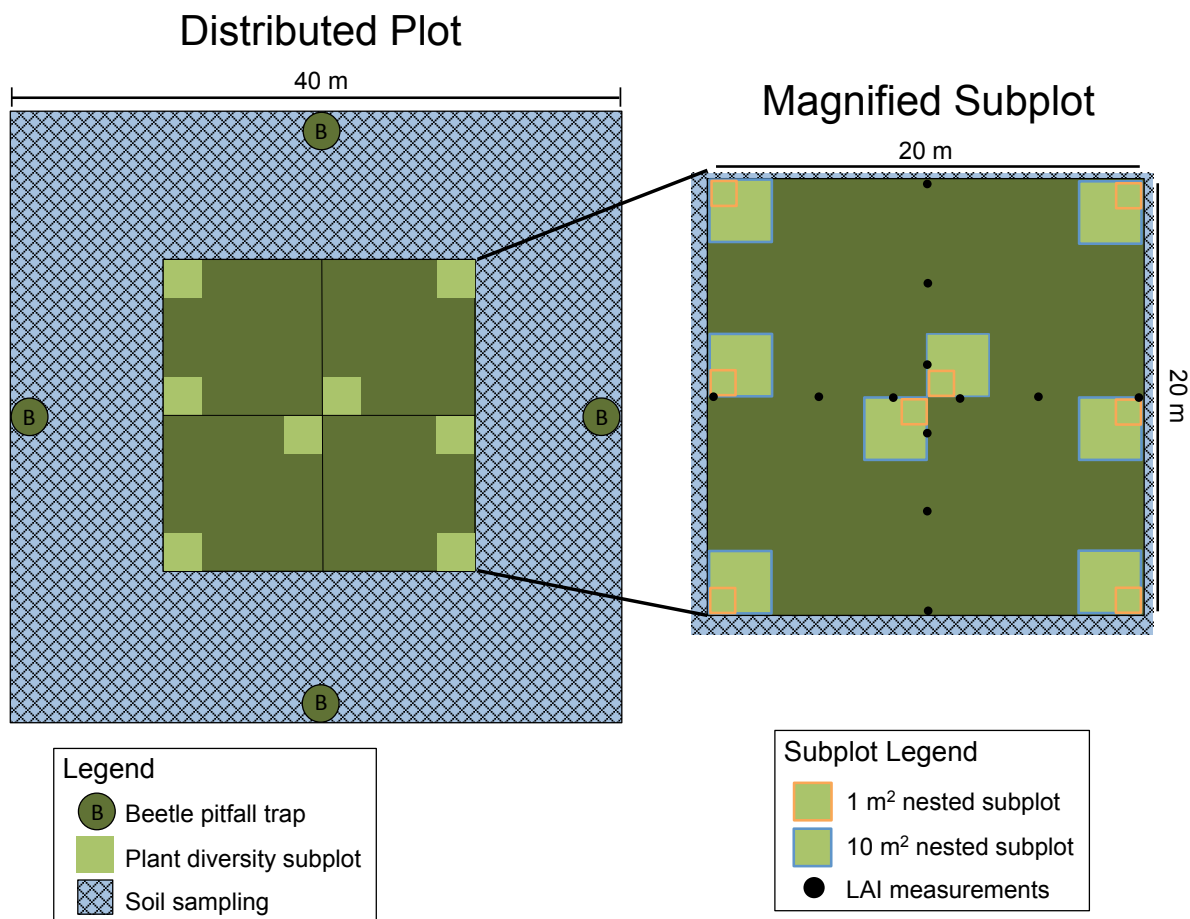 Distributed Plot
40 m
B
B
B
B
Legend
B Beetle pitfall trap
Plant diversity subplot
Soil sampling
Magnified Subplot
20 m
20 m
Subplot Legend
1 m² nested subplot
10 m² nested subplot
LAI measurements